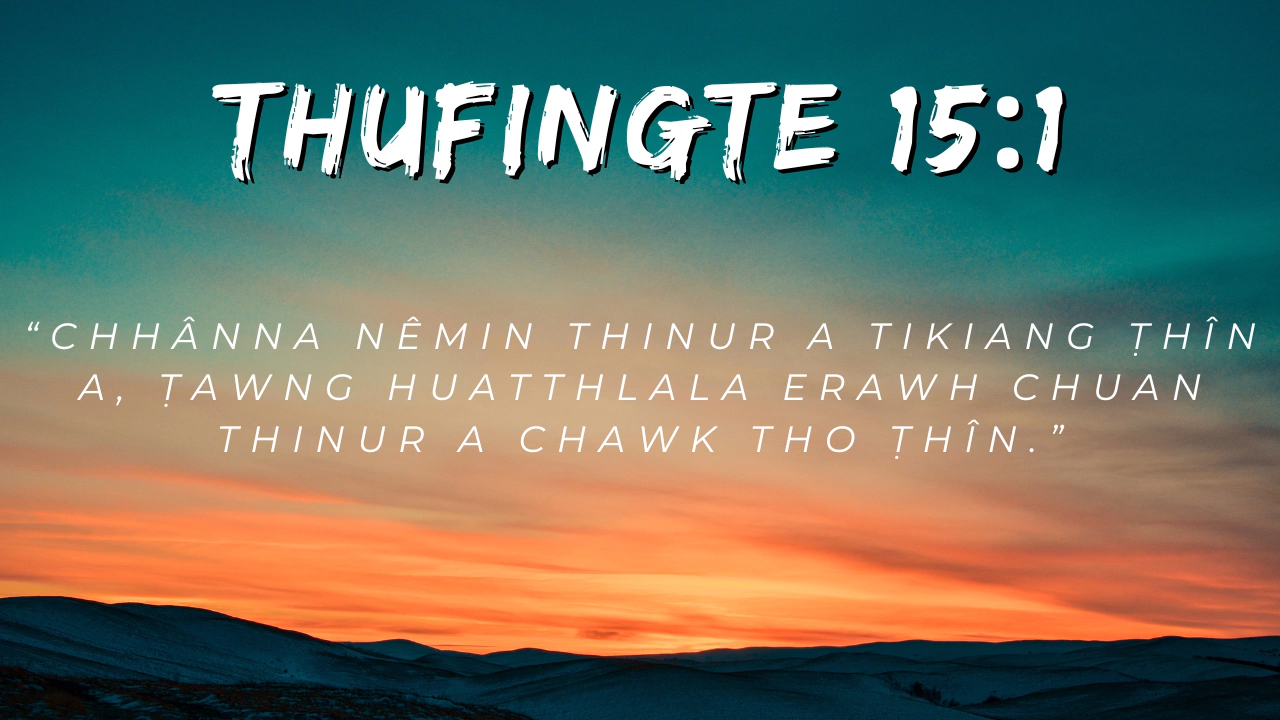 THUFINGTE 15:1
“CHHÂNNA NÊMIN THINUR A TIKIANG ṬHÎN
A, ṬAWNG HUATTHLALA ERAWH CHUAN
THINUR A CHAWK THO ṬHÎN.”